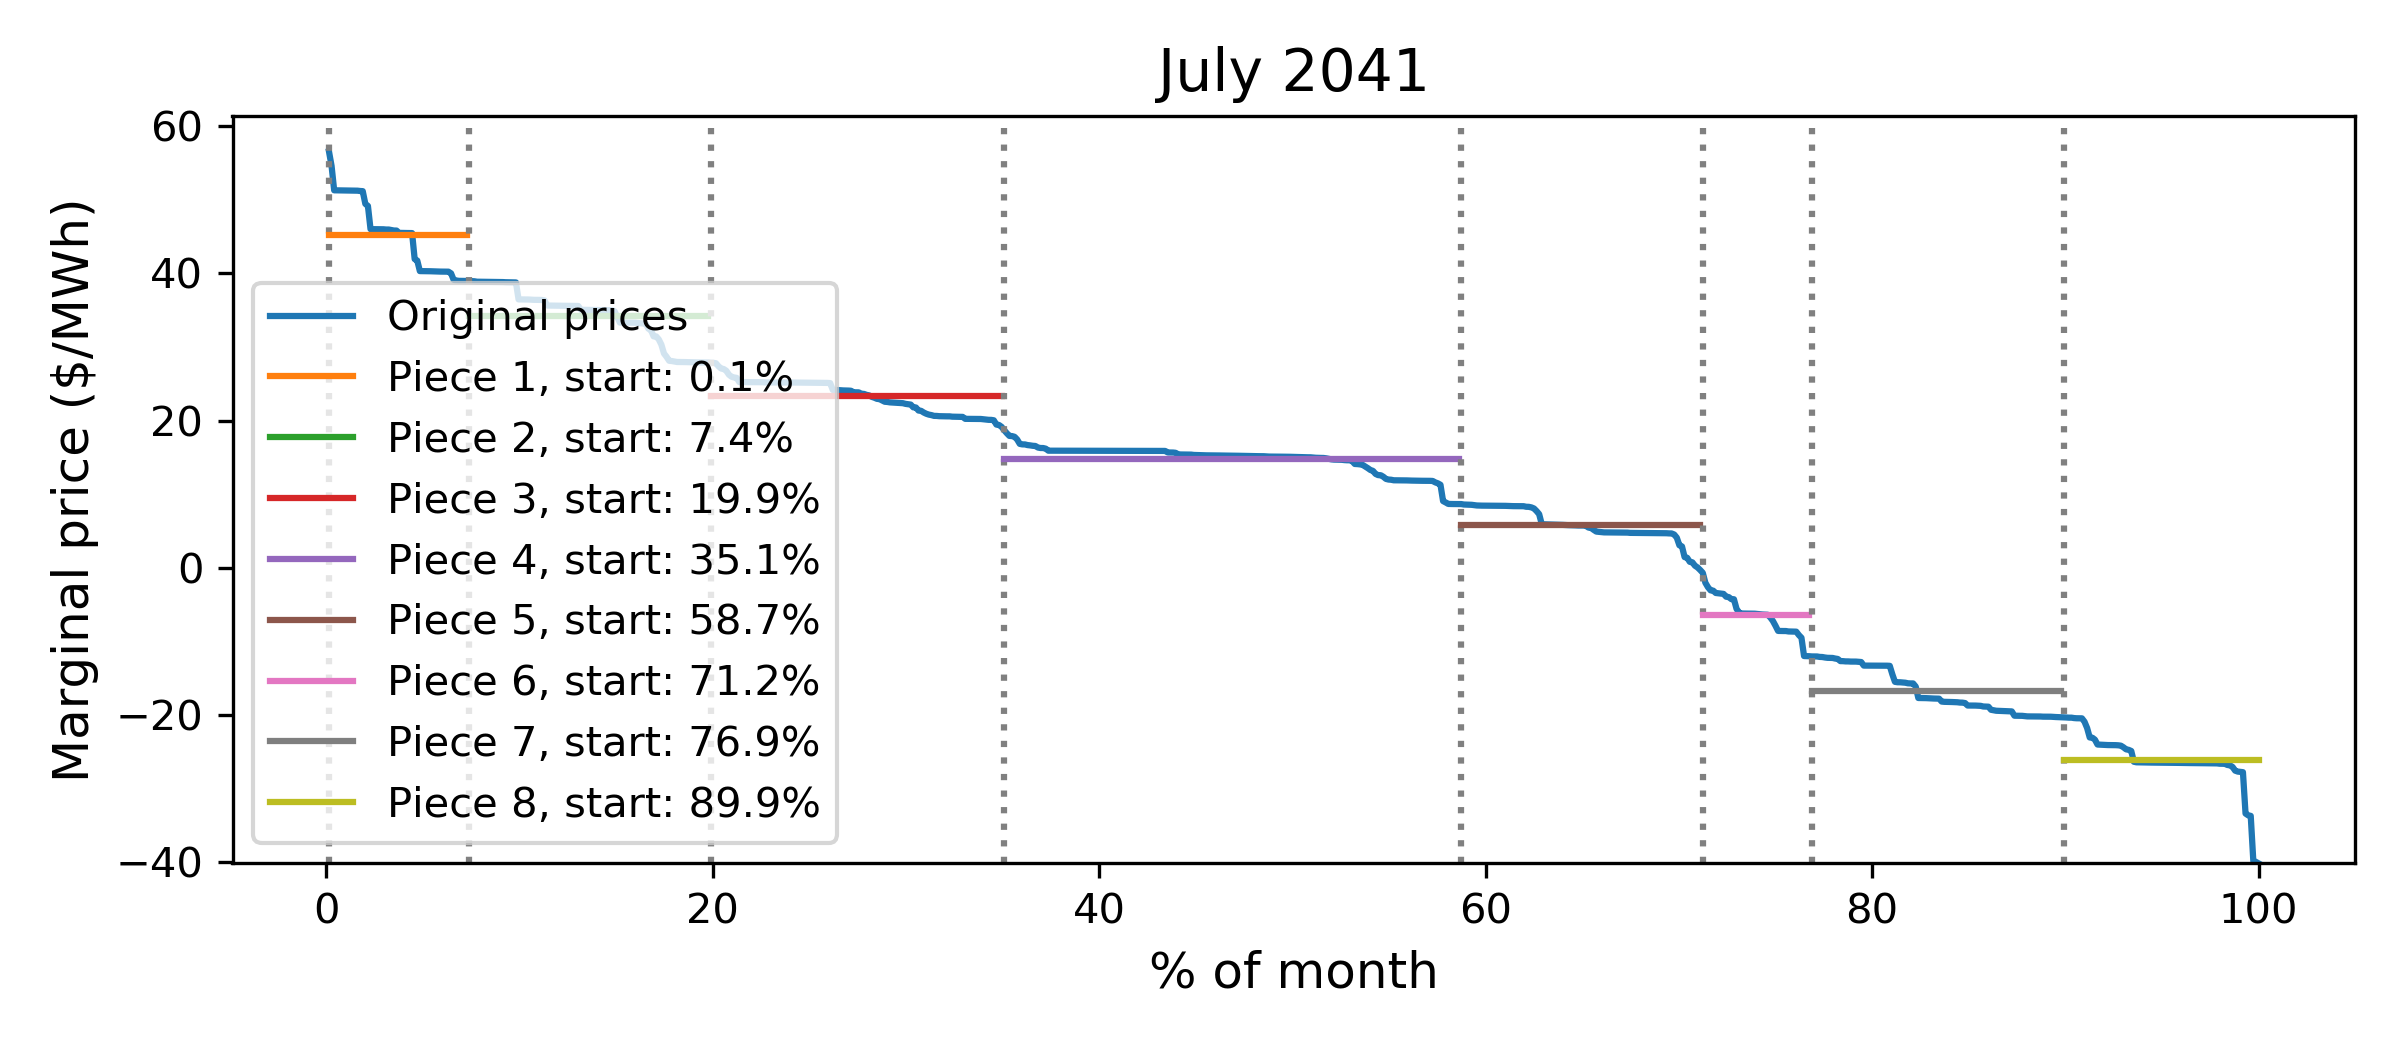 July 2041
Marginal price ($/MWh)
60
40
20
0
−20
−40
Original prices
Piece 1, start: 0.1%
Piece 2, start: 7.4%
Piece 3, start: 19.9%
Piece 4, start: 35.1%
Piece 5, start: 58.7%
Piece 6, start: 71.2%
Piece 7, start: 76.9%
Piece 8, start: 89.9%
0 20 40 60 80 100
% of month